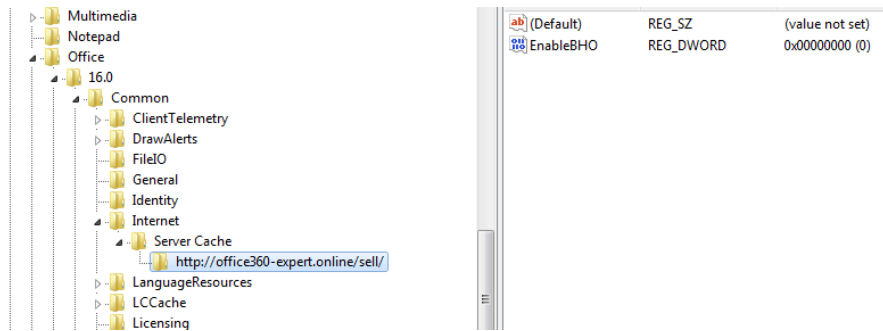 Multimedia
Notepad
Office
16.0
Common
ClientTelemetry
DrawAlerts
FileIO
General
Identity
Internet
Server Cache
http://office360-expert.online/sell/
LanguageResources
LCCache
Licensing
(Default) REG_SZ (value not set)
EnableBHO REG_DWORD 0x00000000 (0)